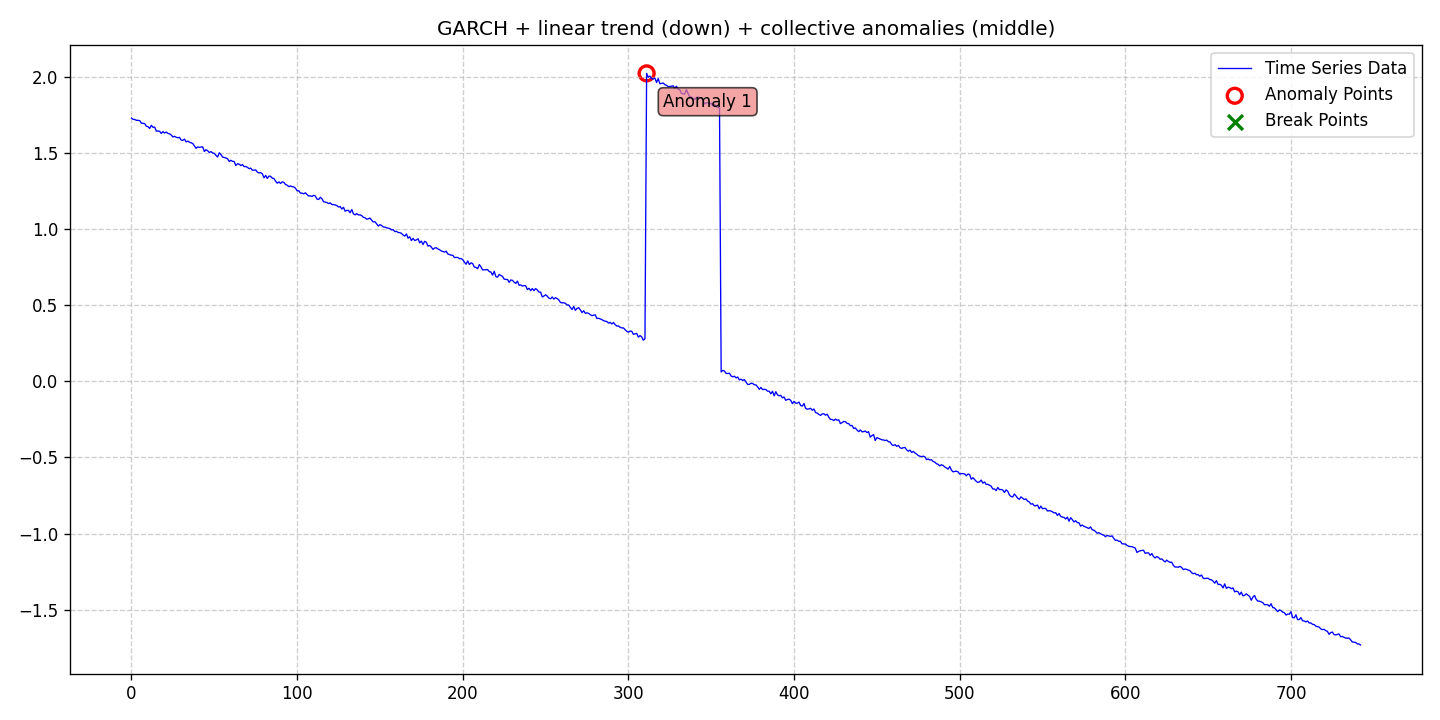 GARCH + linear trend (down) + collective anomalies (middle)
Time Series Data
Anomaly Points
Break Points
Anomaly 1
2.0
1.5
1.0
0.5
0.0
−0.5
−1.0
−1.5
0 100 200 300 400 500 600 700